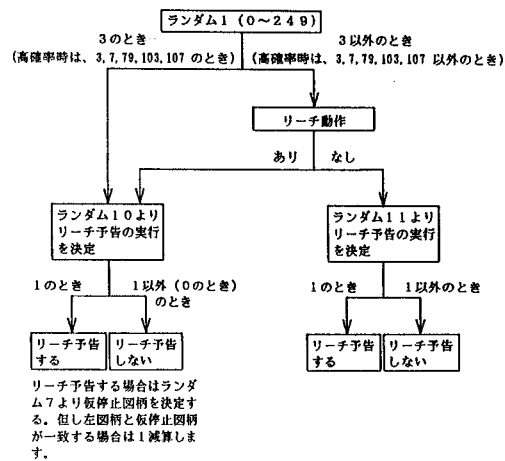 ランダム1（0～249）
3のとき
(高確率時は、3,7,79,103,107 のとき)
3以外のとき
(高確率時は、3,7,79,103,107 以外のとき)
リーチ動作
あり
なし
ランダム10より
リーチ予告の実行
を決定
ランダム11より
リーチ予告の実行
を決定
1のとき
1以外（0のとき）
のとき
1のとき
1以外のとき
リーチ予告
する
リーチ予告
しない
リーチ予告
する
リーチ予告
しない
リーチ予告する場合はランダ
ム7より仮停止図柄を決定す
る。但し左図柄と仮停止図柄
が一致する場合は1減算しま
す。